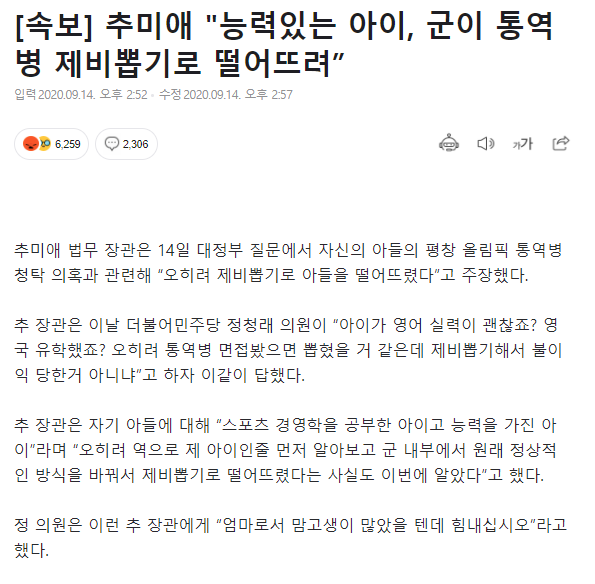 [속보] 추미애 "능력있는 아이, 군이 통역
병 제비뽑기로 떨어뜨려”
입력 2020.09.14. 오후 2:52 · 수정 2020.09.14. 오후 2:57
6,259
2,306
가가
추미애 법무 장관은 14일 대정부 질문에서 자신의 아들의 평창 올림픽 통역병
청탁 의혹과 관련해 “오히려 제비뽑기로 아들을 떨어뜨렸다”고 주장했다.
추 장관은 이날 더불어민주당 정청래 의원이 “아이가 영어 실력이 괜찮죠? 영
국 유학했죠? 오히려 통역병 면접봤으면 뽑혔을 거 같은데 제비뽑기해서 불이
익 당한거 아니냐”고 하자 이같이 답했다.
추 장관은 자기 아들에 대해 “스포츠 경영학을 공부한 아이고 능력을 가진 아
이”라며 “오히려 역으로 제 아이인줄 먼저 알아보고 군 내부에서 원래 정상적
인 방식을 바꿔서 제비뽑기로 떨어뜨렸다는 사실도 이번에 알았다”고 했다.
정 의원은 이런 추 장관에게 “엄마로서 맘고생이 많았을 텐데 힘내십시오”라고
했다.